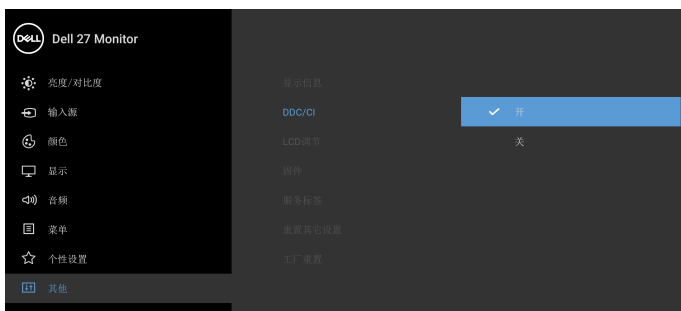 DELL
Dell 27 Monitor
亮度/对比度
输入源
颜色
显示
音频
菜单
个性设置
其他
显示信息
DDC/CI
LCD调节
固件
服务标签
重置其它设置
工厂重置
开
关